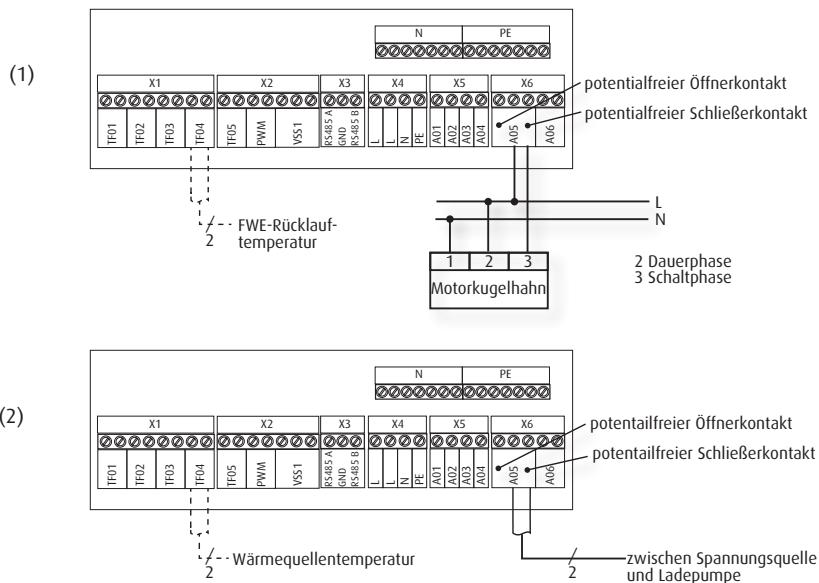 (1)
N PE
X1 X2 X3 X4 X5 X6
potentialfreier Öffnerkontakt
potentialfreier Schließerkontakt
TF01 TF02 TF03 TF04 TF05 PWM VSS1 RS485 A GND RS485 B L L N PE A01 A02 A03 A04 A05 A06
L
N
2
FWE-Rücklauf-
temperatur
1 2 3
Motorkugelhahn
2 Dauerphase
3 Schaltphase
(2)
N PE
X1 X2 X3 X4 X5 X6
potentailfreier Öffnerkontakt
potentailfreier Schließerkontakt
TF01 TF02 TF03 TF04 TF05 PWM VSS1 RS485 A GND RS485 B L L N PE A01 A02 A03 A04 A05 A06
2
Wärmequellentemperatur
2
zwischen Spannungsquelle
und Ladepumpe